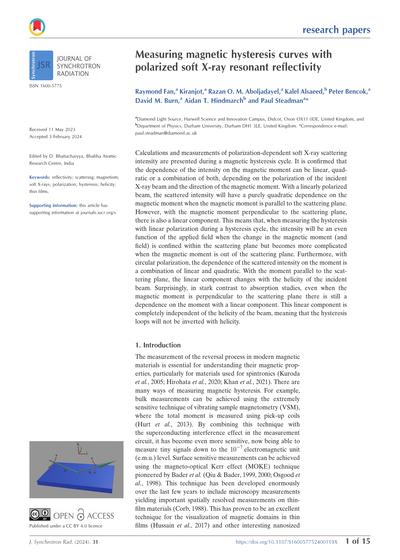 research papers
JOURNAL OF
SYNCHROTRON
RADIATION
ISSN 1600-5775
Received 11 May 2023
Accepted 3 February 2024
Edited by D. Bhattacharyya, Bhabha Atomic
Research Centre, India
Keywords: reflectivity; scattering; magnetism;
soft X-rays; polarization; hysteresis; helicity;
thin films.
Supporting information: this article has
supporting information at journals.iucr.org/s
OPEN ACCESS
Published under a CC BY 4.0 licence
Measuring magnetic hysteresis curves with
polarized soft X-ray resonant reflectivity
Raymond Fan,a Kiranjot,a Razan O. M. Aboljadayel,a Kalel Alsaeed,b Peter Bencok,a
David M. Burn,a Aidan T. Hindmarchb and Paul Steadmana*
aDiamond Light Source, Harwell Science and Innovation Campus, Didcot, Oxon OX11 0DE, United Kingdom, and
bDepartment of Physics, Durham University, Durham DH1 3LE, United Kingdom. *Correspondence e-mail:
paul.steadman@diamond.ac.uk
Calculations and measurements of polarization-dependent soft X-ray scattering
intensity are presented during a magnetic hysteresis cycle. It is confirmed that
the dependence of the intensity on the magnetic moment can be linear, quad-
ratic or a combination of both, depending on the polarization of the incident
X-ray beam and the direction of the magnetic moment. With a linearly polarized
beam, the scattered intensity will have a purely quadratic dependence on the
magnetic moment when the magnetic moment is parallel to the scattering plane.
However, with the magnetic moment perpendicular to the scattering plane,
there is also a linear component. This means that, when measuring the hysteresis
with linear polarization during a hysteresis cycle, the intensity will be an even
function of the applied field when the change in the magnetic moment (and
field) is confined within the scattering plane but becomes more complicated
when the magnetic moment is out of the scattering plane. Furthermore, with
circular polarization, the dependence of the scattered intensity on the moment is
a combination of linear and quadratic. With the moment parallel to the scat-
tering plane, the linear component changes with the helicity of the incident
beam. Surprisingly, in stark contrast to absorption studies, even when the
magnetic moment is perpendicular to the scattering plane there is still a
dependence on the moment with a linear component. This linear component is
completely independent of the helicity of the beam, meaning that the hysteresis
loops will not be inverted with helicity.
1. Introduction
The measurement of the reversal process in modern magnetic
materials is essential for understanding their magnetic prop-
erties, particularly for materials used for spintronics (Kuroda
et al., 2005; Hirohata et al., 2020; Khan et al., 2021). There are
many ways of measuring magnetic hysteresis. For example,
bulk measurements can be achieved using the extremely
sensitive technique of vibrating sample magnetometry (VSM),
where the total moment is measured using pick-up coils
(Hurt et al., 2013). By combining this technique with
the superconducting interference effect in the measurement
circuit, it has become even more sensitive, now being able to
measure tiny signals down to the electromagnetic unit
(e.m.u.) level. Surface sensitive measurements can be achieved
using the magneto-optical Kerr effect (MOKE) technique
pioneered by Bader et al. (Qiu & Bader, 1999, 2000; Osgood et
al., 1998). This technique has been developed enormously
over the last few years to include microscopy measurements
yielding important spatially resolved measurements on thin-
film materials (Corb, 1988). This has proved to be an excellent
technique for the visualization of magnetic domains in thin
films (Hussain et al., 2017) and other interesting nanosized
J. Synchrotron Rad. (2024). 31
https://doi.org/10.1107/S160057752400119X
1 of 15